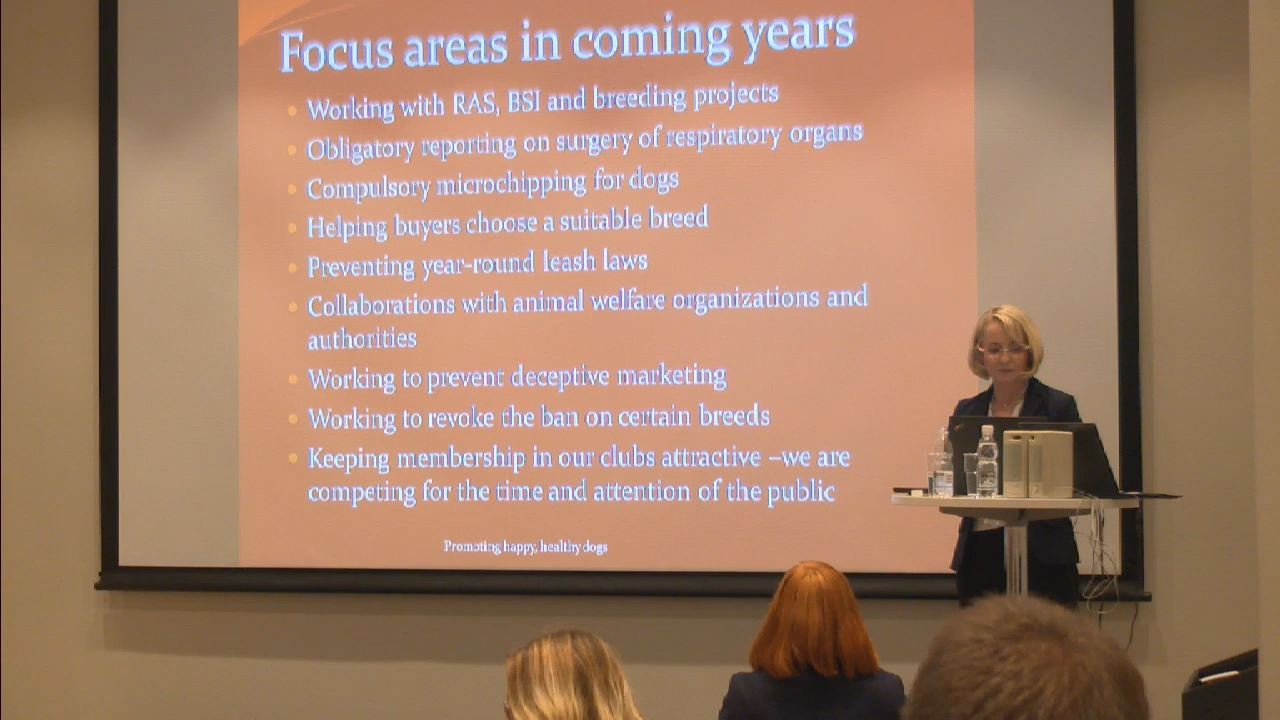 Focus areas in coming years
• Working with RAS, BSI and breeding projects
• Obligatory reporting on surgery of respiratory organs
• Compulsory microchipping for dogs
• Helping buyers choose a suitable breed
• Preventing year-round leash laws
• Collaborations with animal welfare organizations and
authorities
• Working to prevent deceptive marketing
• Working to revoke the ban on certain breeds
• Keeping membership in our clubs attractive –we are
competing for the time and attention of the public
Promoting happy, healthy dogs